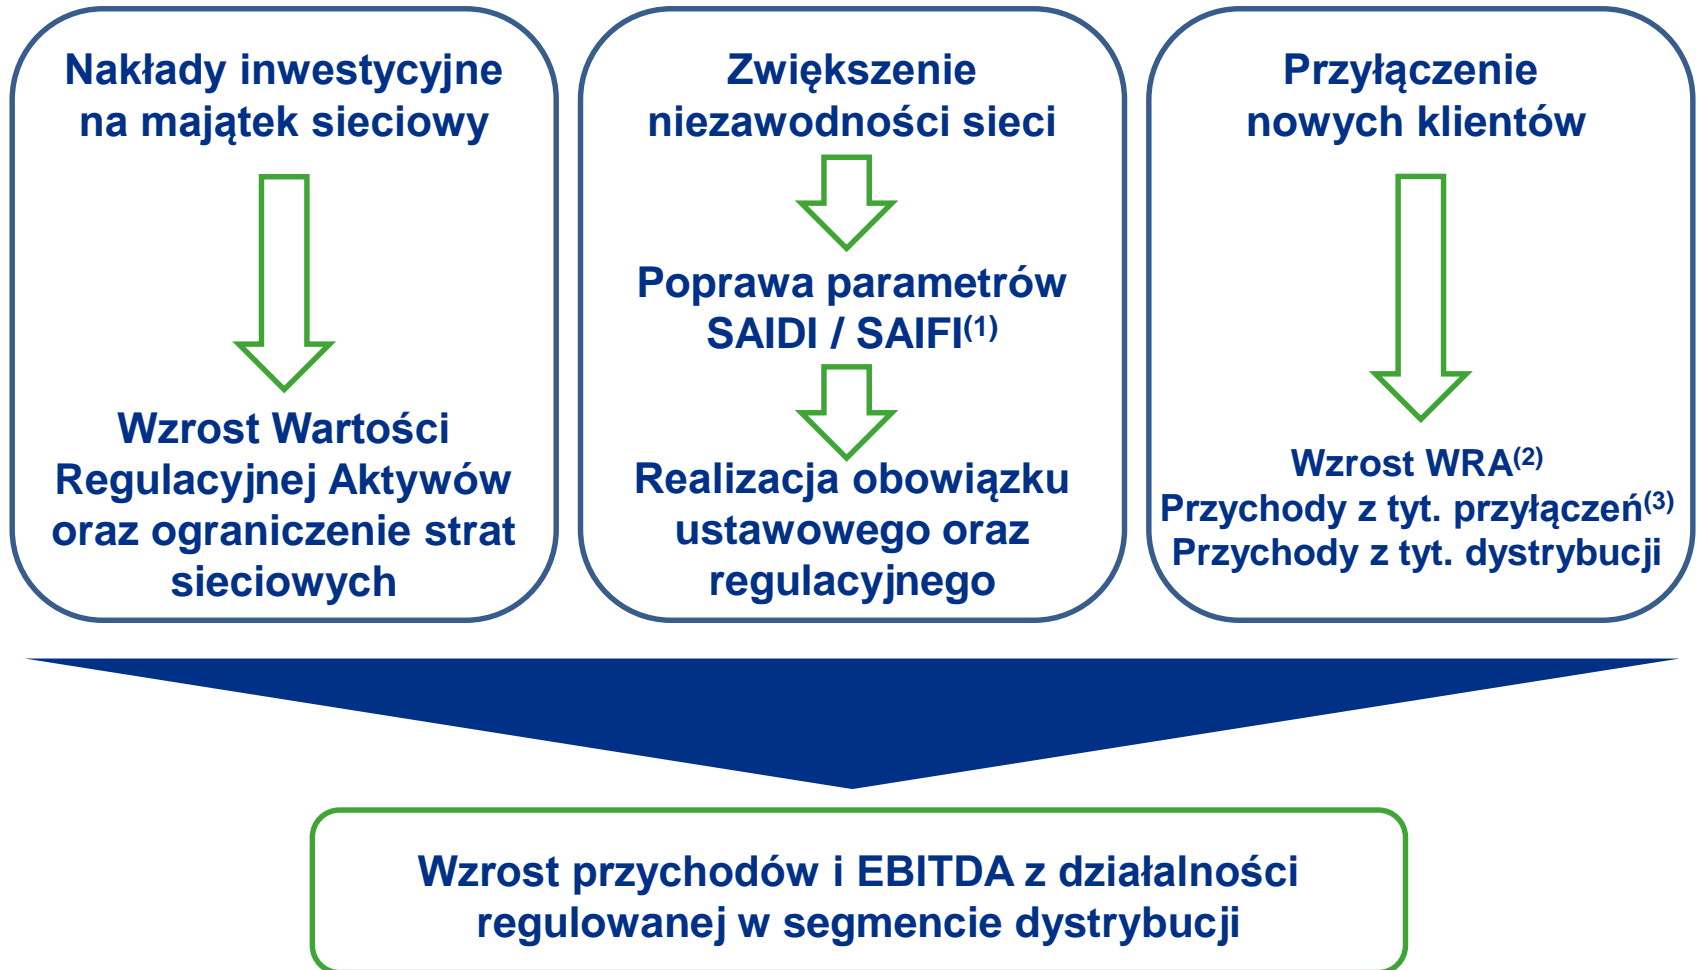 Nakłady inwestycyjne
na majątek sieciowy
Wzrost Wartości
Regulacyjnej Aktywów
oraz ograniczenie strat
sieciowych
Zwiększenie
niezawodności sieci
Poprawa parametrów
SAIDI / SAIFI(1)
Realizacja obowiązku
ustawowego oraz
regulacyjnego
Przyłączenie
nowych klientów
Wzrost WRA(2)
Przychody z tyt. przyłączeń(3)
Przychody z tyt. dystrybucji
Wzrost przychodów i EBITDA z działalności
regulowanej w segmencie dystrybucji